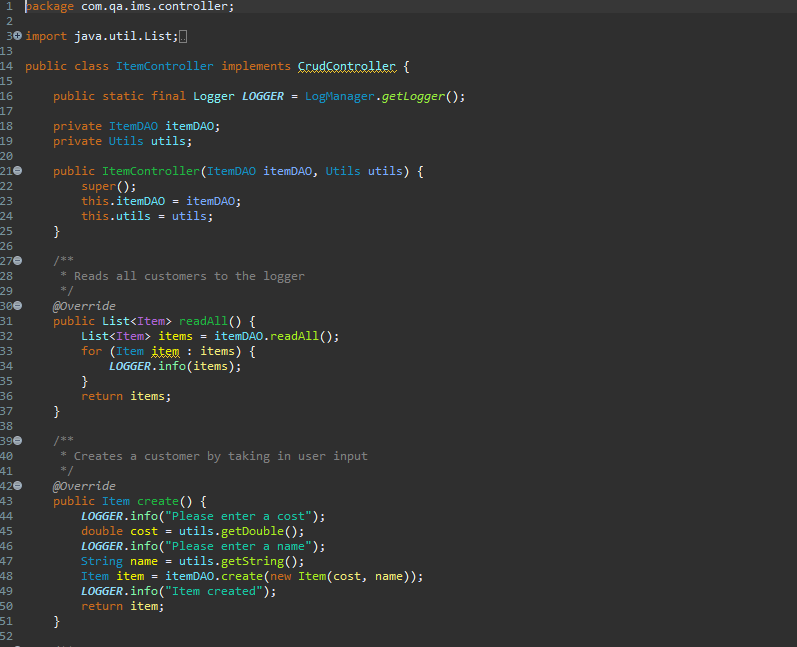 1 package com.qa.ims.controller;
2
3 import java.util.List;
13
14 public class ItemController implements CrudController {
15
16 public static final Logger LOGGER = LogManager.getLogger();
17
18 private ItemDAO itemDAO;
19 private Utils utils;
20
21 public ItemController(ItemDAO itemDAO, Utils utils) {
22 super();
23 this.itemDAO = itemDAO;
24 this.utils = utils;
25 }
26
27 /**
28 * Reads all customers to the logger
29 */
30 @Override
31 public List<Item> readAll() {
32 List<Item> items = itemDAO.readAll();
33 for (Item item : items) {
34 LOGGER.info(items);
35 }
36 return items;
37 }
38
39 /**
40 * Creates a customer by taking in user input
41 */
42 @Override
43 public Item create() {
44 LOGGER.info("Please enter a cost");
45 double cost = utils.getDouble();
46 LOGGER.info("Please enter a name");
47 String name = utils.getString();
48 Item item = itemDAO.create(new Item(cost, name));
49 LOGGER.info("Item created");
50 return item;
51 }
52